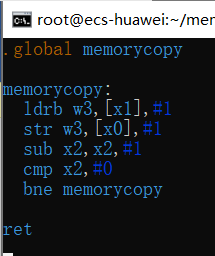 root@ecs-huawei:~/mer
.global memorycopy
memorycopy:
ldrb w3,[x1],#1
str w3,[x0],#1
sub x2,x2,#1
cmp x2,#0
bne memorycopy
ret